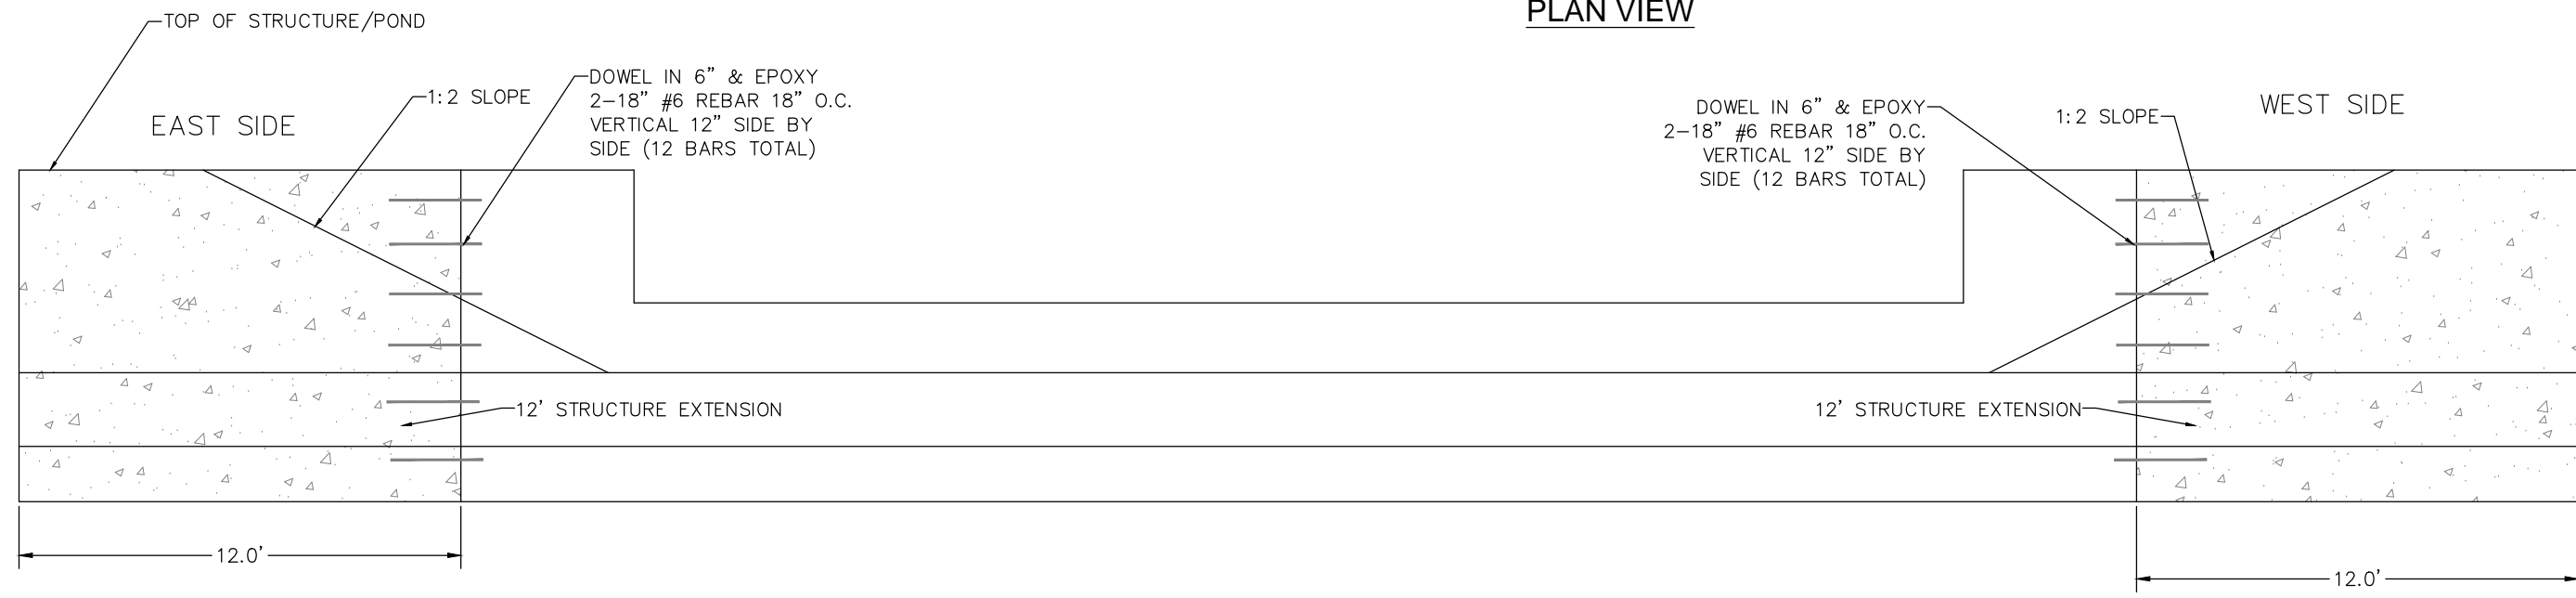 PLAN VIEW
TOP OF STRUCTURE/POND
EAST SIDE
1:2 SLOPE
DOWEL IN 6" & EPOXY
2-18" #6 REBAR 18" O.C.
VERTICAL 12" SIDE BY
SIDE (12 BARS TOTAL)
DOWEL IN 6" & EPOXY
2-18" #6 REBAR 18" O.C.
VERTICAL 12" SIDE BY
SIDE (12 BARS TOTAL)
1:2 SLOPE
WEST SIDE
12' STRUCTURE EXTENSION
12' STRUCTURE EXTENSION
12.0'
12.0'